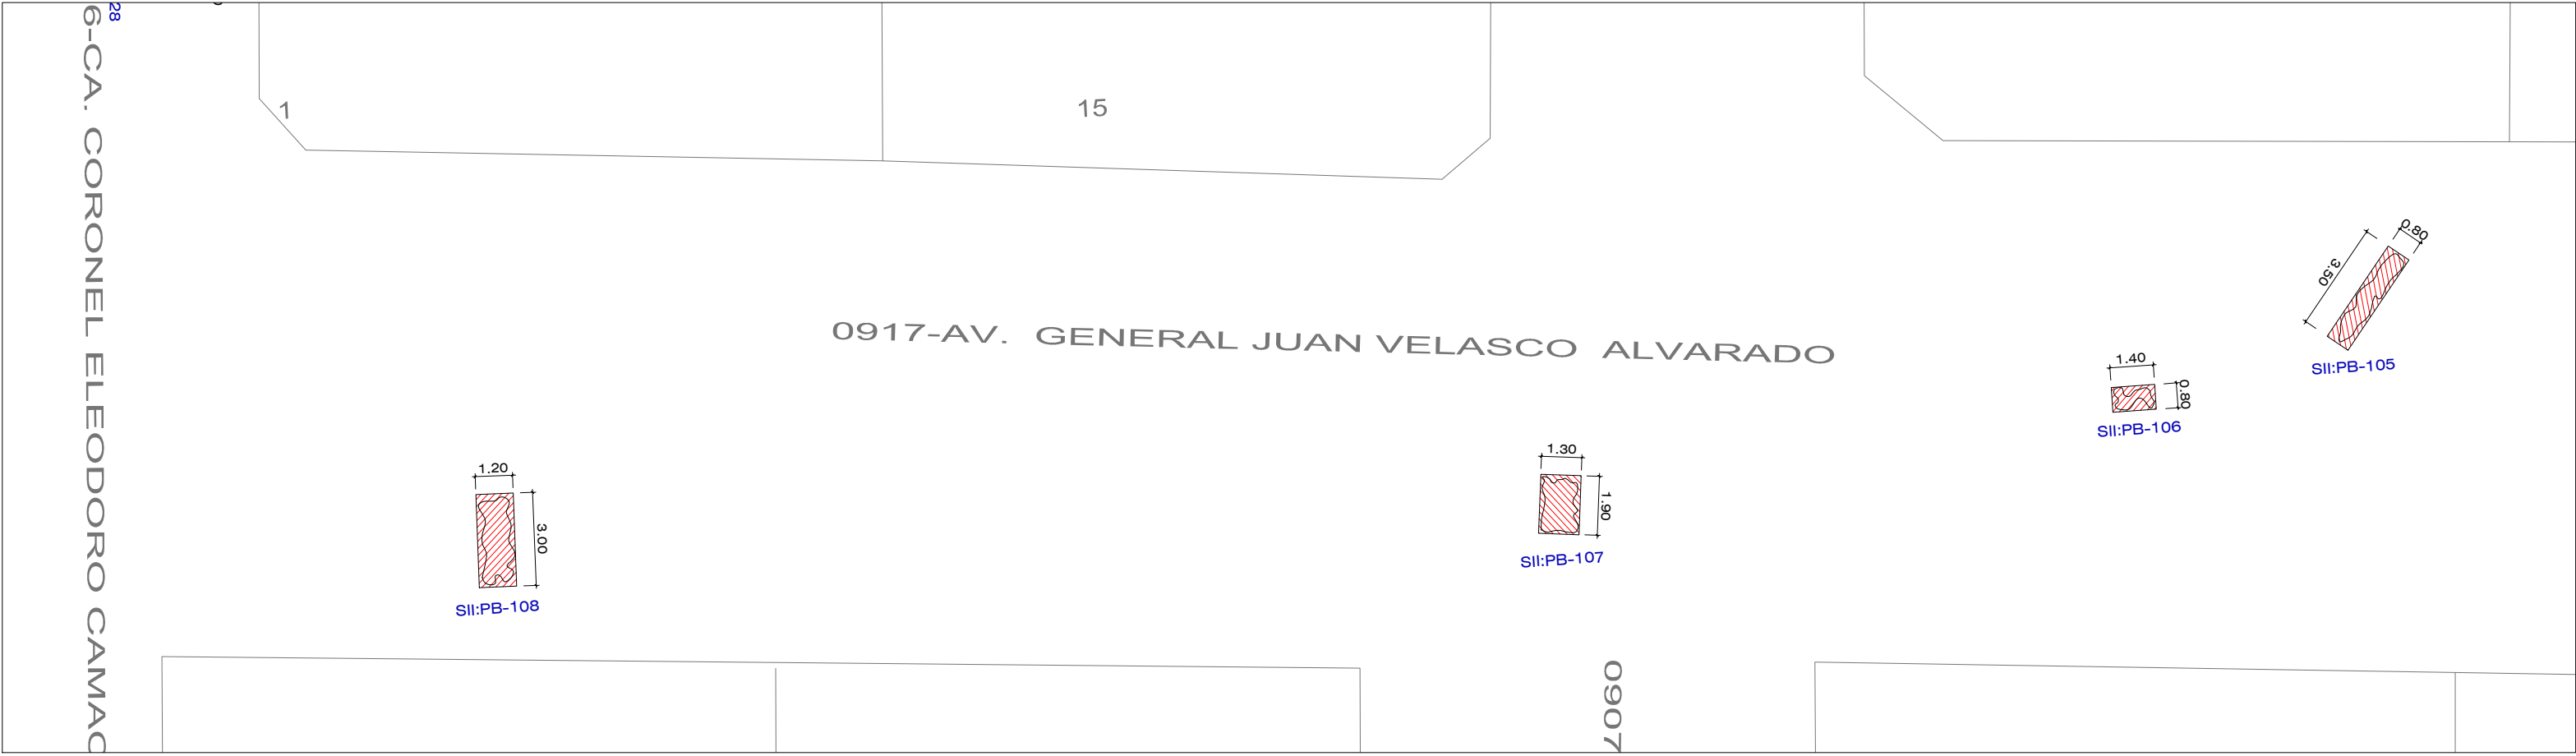 28
6-CA. CORONEL ELEODORO CAMAC
1
15
0917-AV. GENERAL JUAN VELASCO ALVARADO
0.80
3.50
SII:PB-105
1.40
0.80
SII:PB-106
1.30
1.90
SII:PB-107
1.20
3.00
SII:PB-108
0907